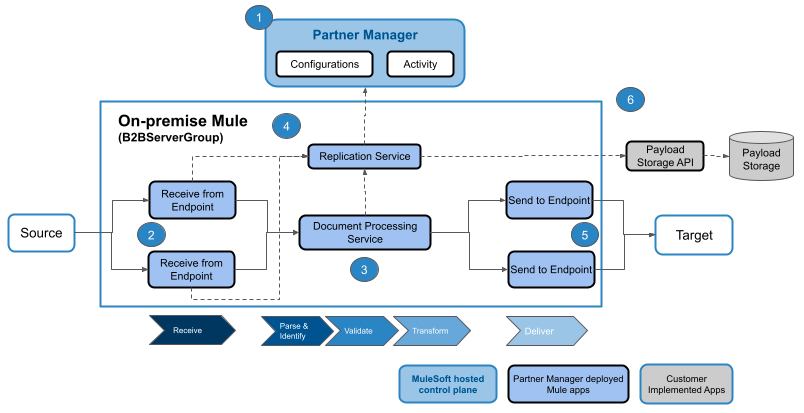 1
Partner Manager
Configurations
Activity
6
On-premise Mule
(B2BServerGroup)
4
Replication Service
Payload
Storage API
Payload
Storage
Receive from
Endpoint
Send to Endpoint
Source
2
Document Processing
Service
5
Target
Receive from
Endpoint
3
Send to Endpoint
Receive
Parse &
Identify
Validate
Transform
Deliver
MuleSoft hosted
control plane
Partner Manager deployed
Mule apps
Customer
Implemented Apps